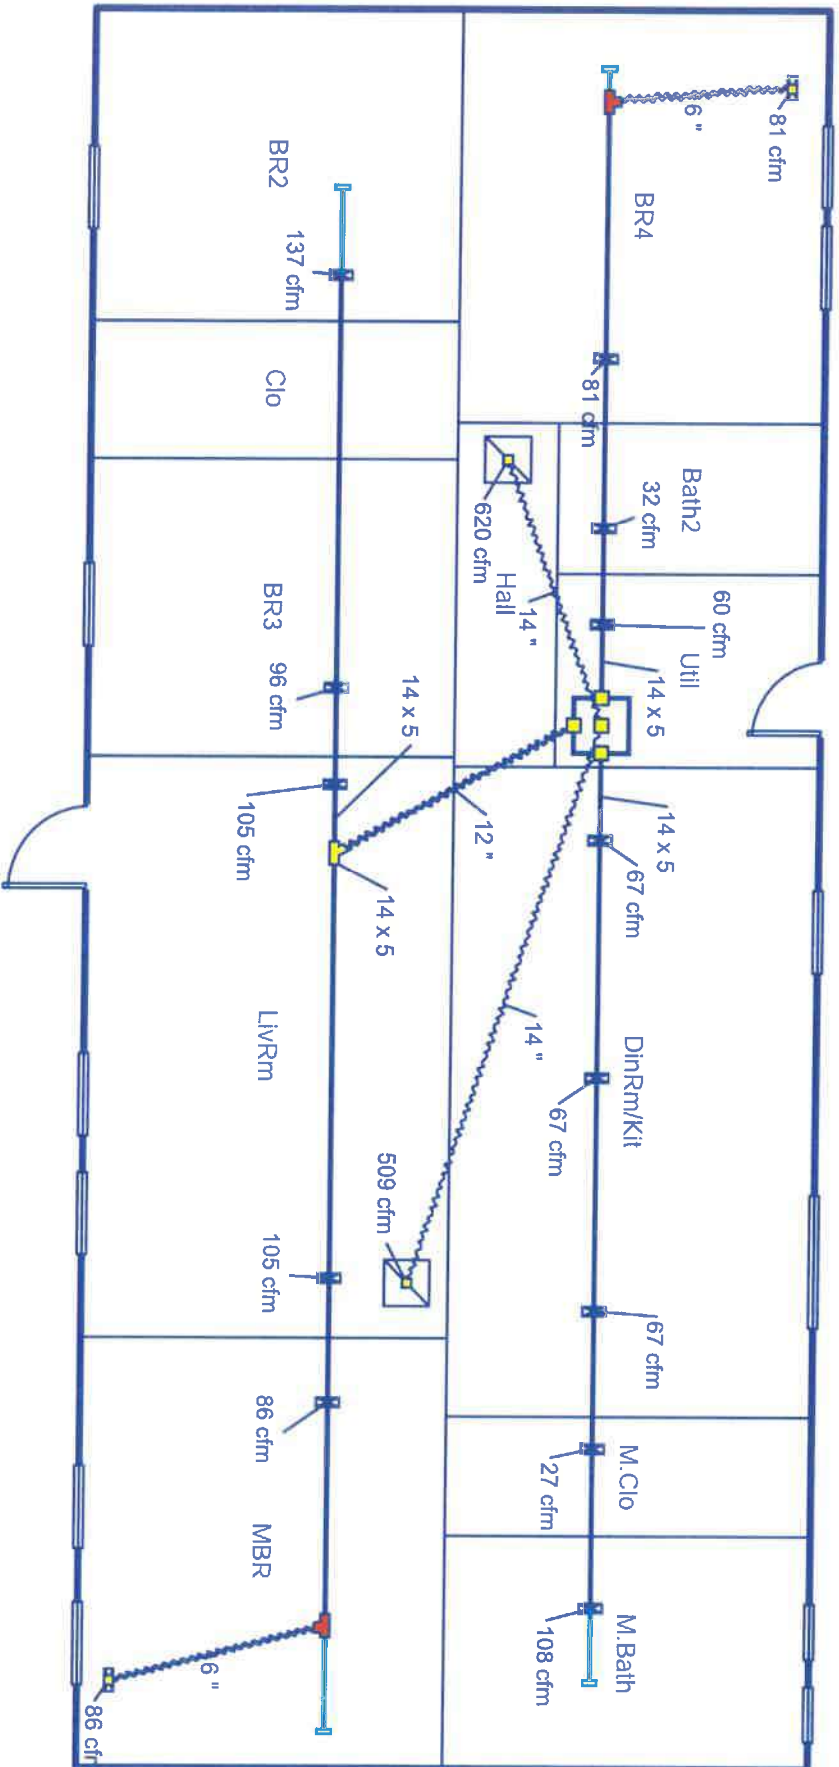 6 "
81 cfm
BR4
BR2
137 cfm
81 cfm
Clo
Bath2
32 cfm
620 cfm
Hall
14 "
60 cfm
Util
14 x 5
BR3
96 cfm
14 x 5
105 cfm
12 "
14 x 5
67 cfm
14 x 5
LivRm
14 "
DinRm/Kit
67 cfm
509 cfm
105 cfm
67 cfm
86 cfm
M.Clo
27 cfm
MBR
M.Bath
108 cfm
6 "
86 cfr